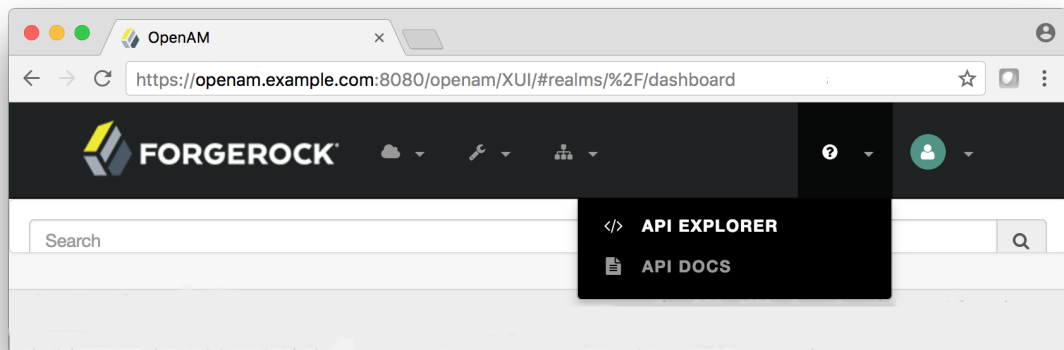 OpenAM
https://openam.example.com:8080/openam/XUI/#realms/%2F/dashboard
FORGEROCK
Search
API EXPLORER
API DOCS